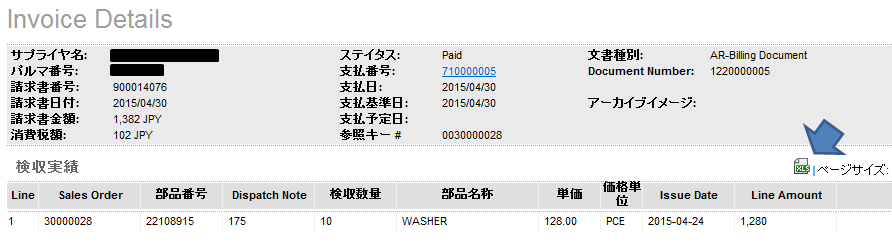 Invoice Details
サプライヤ名: ステイタス: Paid 文書種別: AR-Billing Document
パルマ番号: 支払番号: 710000005 Document Number: 1220000005
請求書番号: 900014076 支払日: 2015/04/30
請求書日付: 2015/04/30 支払基準日: 2015/04/30 アーカイブイメージ:
請求書金額: 1,382 JPY 支払予定日:
消費税額: 102 JPY 参照キー # 0030000028
検収実績 XLS | ページサイズ:
Line Sales Order 部品番号 Dispatch Note 検収数量 部品名称 単価 価格単位 Issue Date Line Amount
1 30000028 22108915 175 10 WASHER 128.00 PCE 2015-04-24 1,280